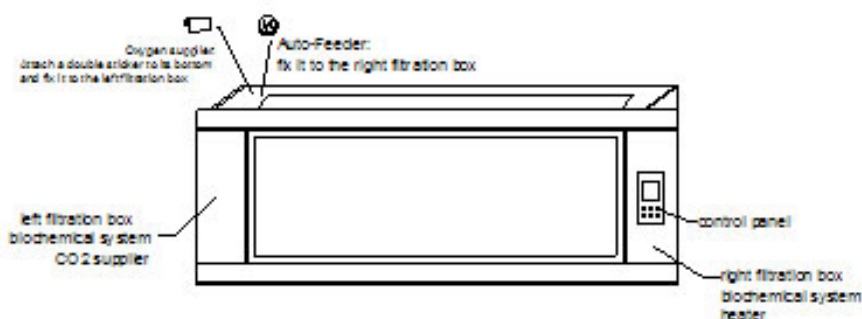 Oxygen supplier:
Attach a double sticker to its bottom
and fix it to the left filtration box
Auto-Feeder:
fix it to the right filtration box
left filtration box
biochemical system
CO2 supplier
control panel
right filtration box
biochemical system
heater